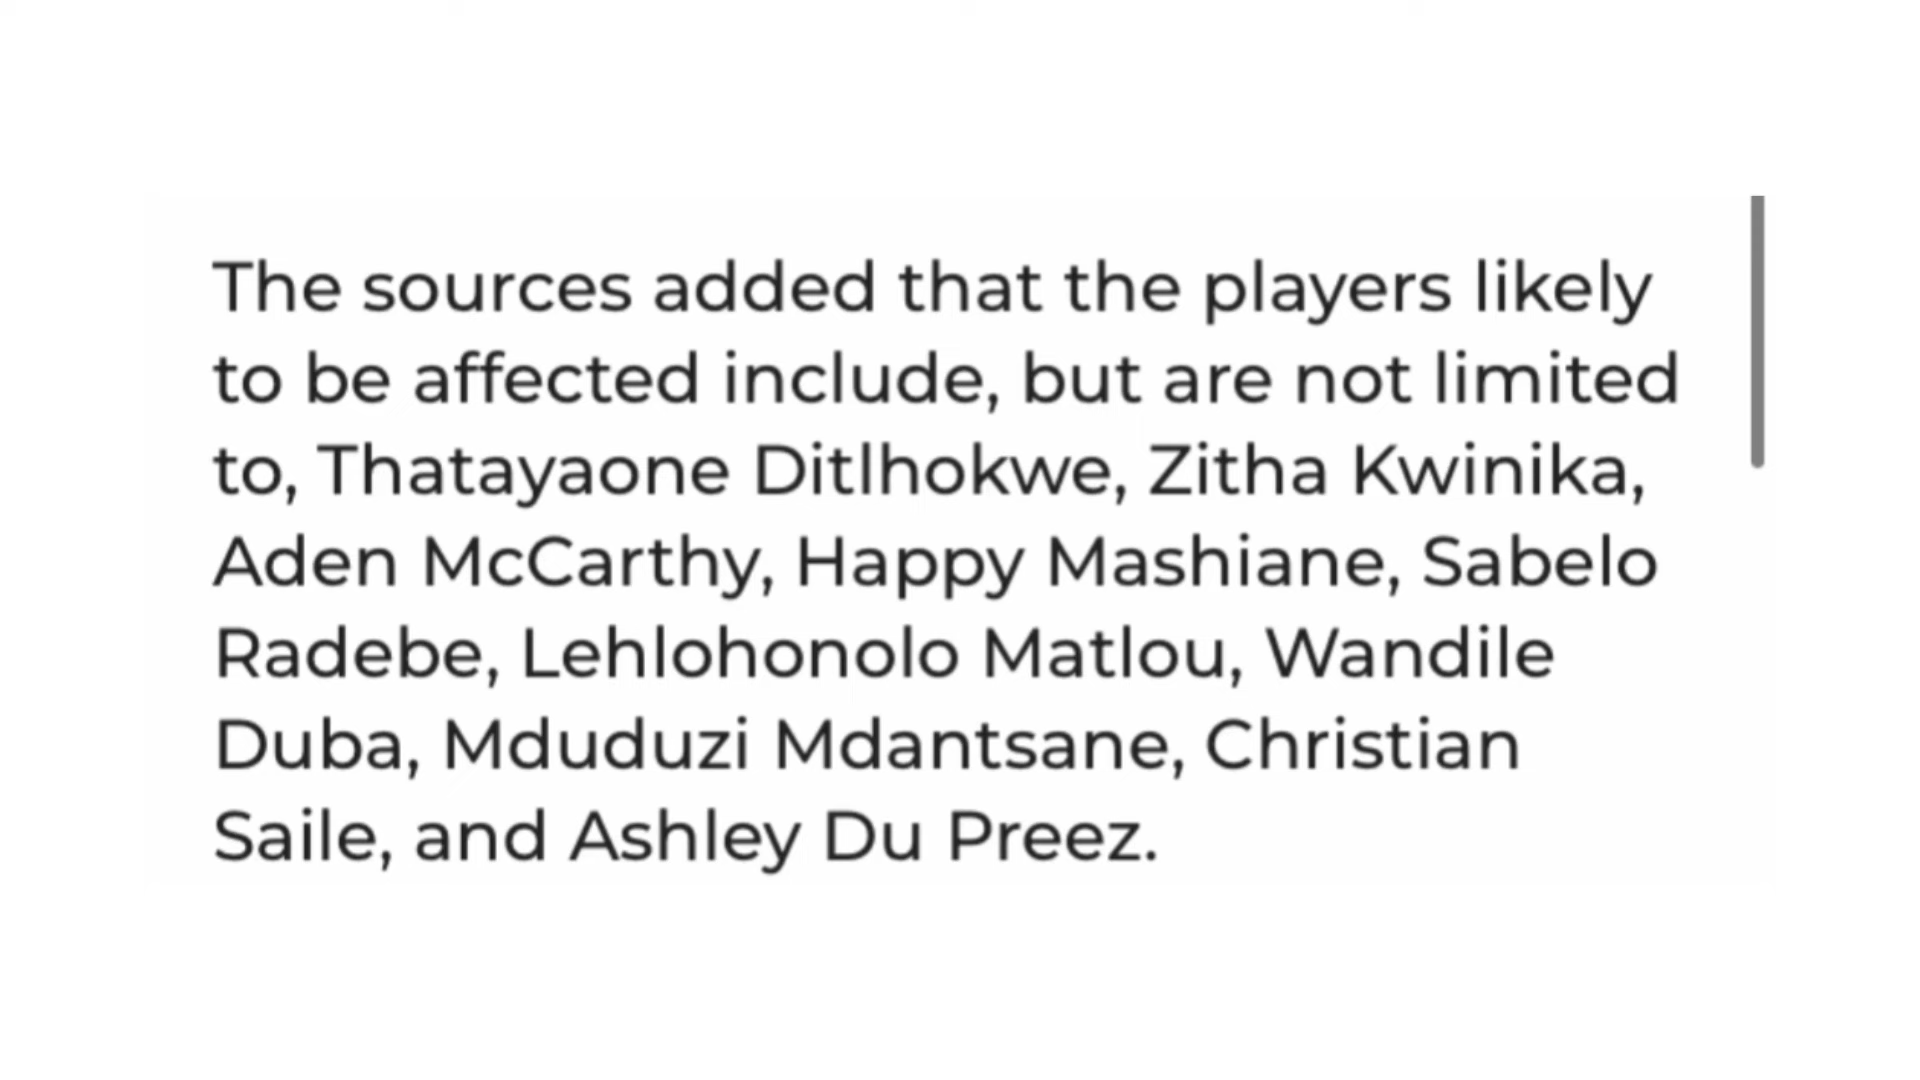 The sources added that the players likely
to be affected include, but are not limited
to, Thatayaone Ditlhokwe, Zitha Kwinika,
Aden McCarthy, Happy Mashiane, Sabelo
Radebe, Lehlohonolo Matlou, Wandile
Duba, Mduduzi Mdantsane, Christian
Saile, and Ashley Du Preez.